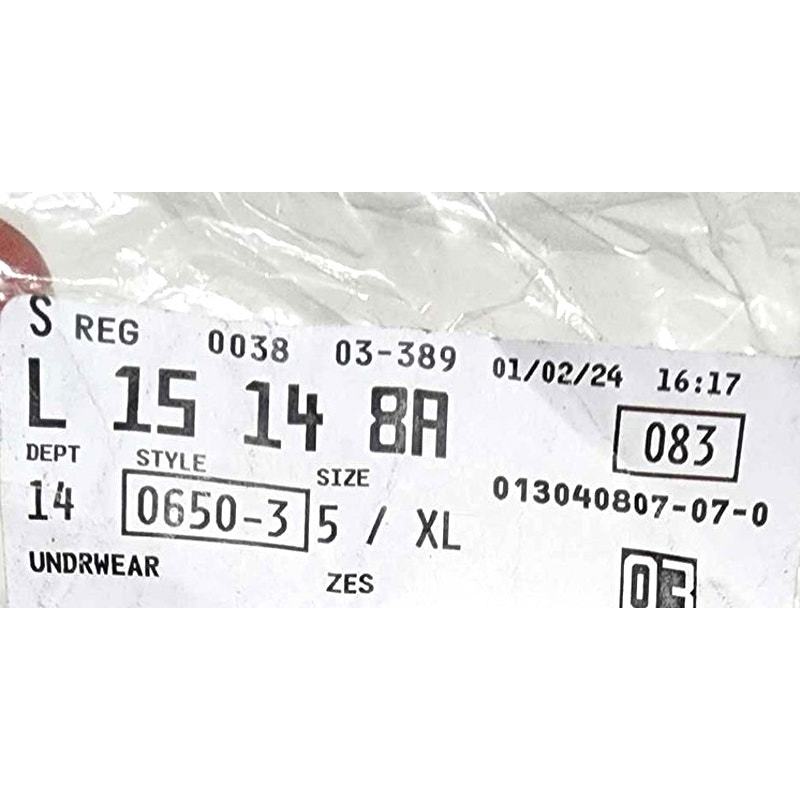 S REG 0038 03-389 01/02/24 16:17
L 15 14 8A 083
DEPT STYLE SIZE 013040807-07-0
14 0650-3 5 / XL
UNDRWEAR ZES 03